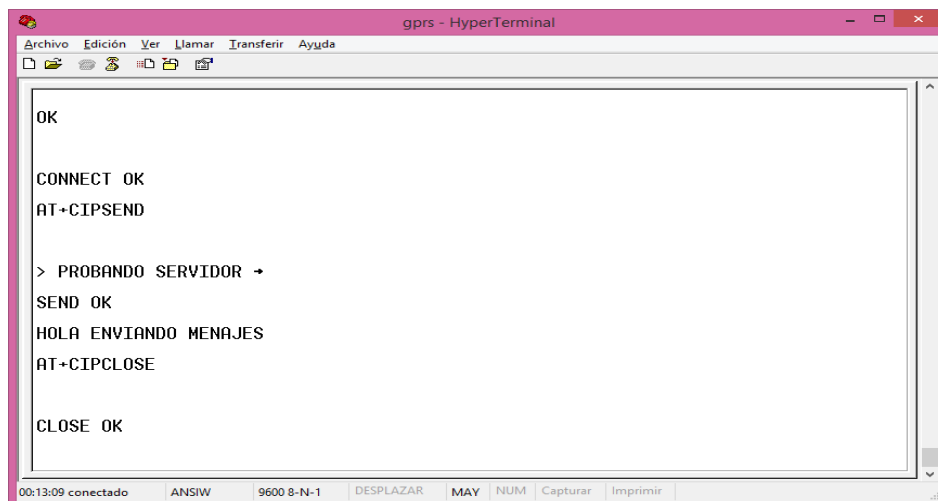 gprs - HyperTerminal
Archivo Edición Ver Llamar Transferir Ayuda
OK
CONNECT OK
AT+CIPSEND
> PROBANDO SERVIDOR →
SEND OK
HOLA ENVIANDO MENAJES
AT+CIPCLOSE
CLOSE OK
00:13:09 conectado ANSIW 9600 8-N-1 DESPLAZAR MAY NUM Capturar Imprimir